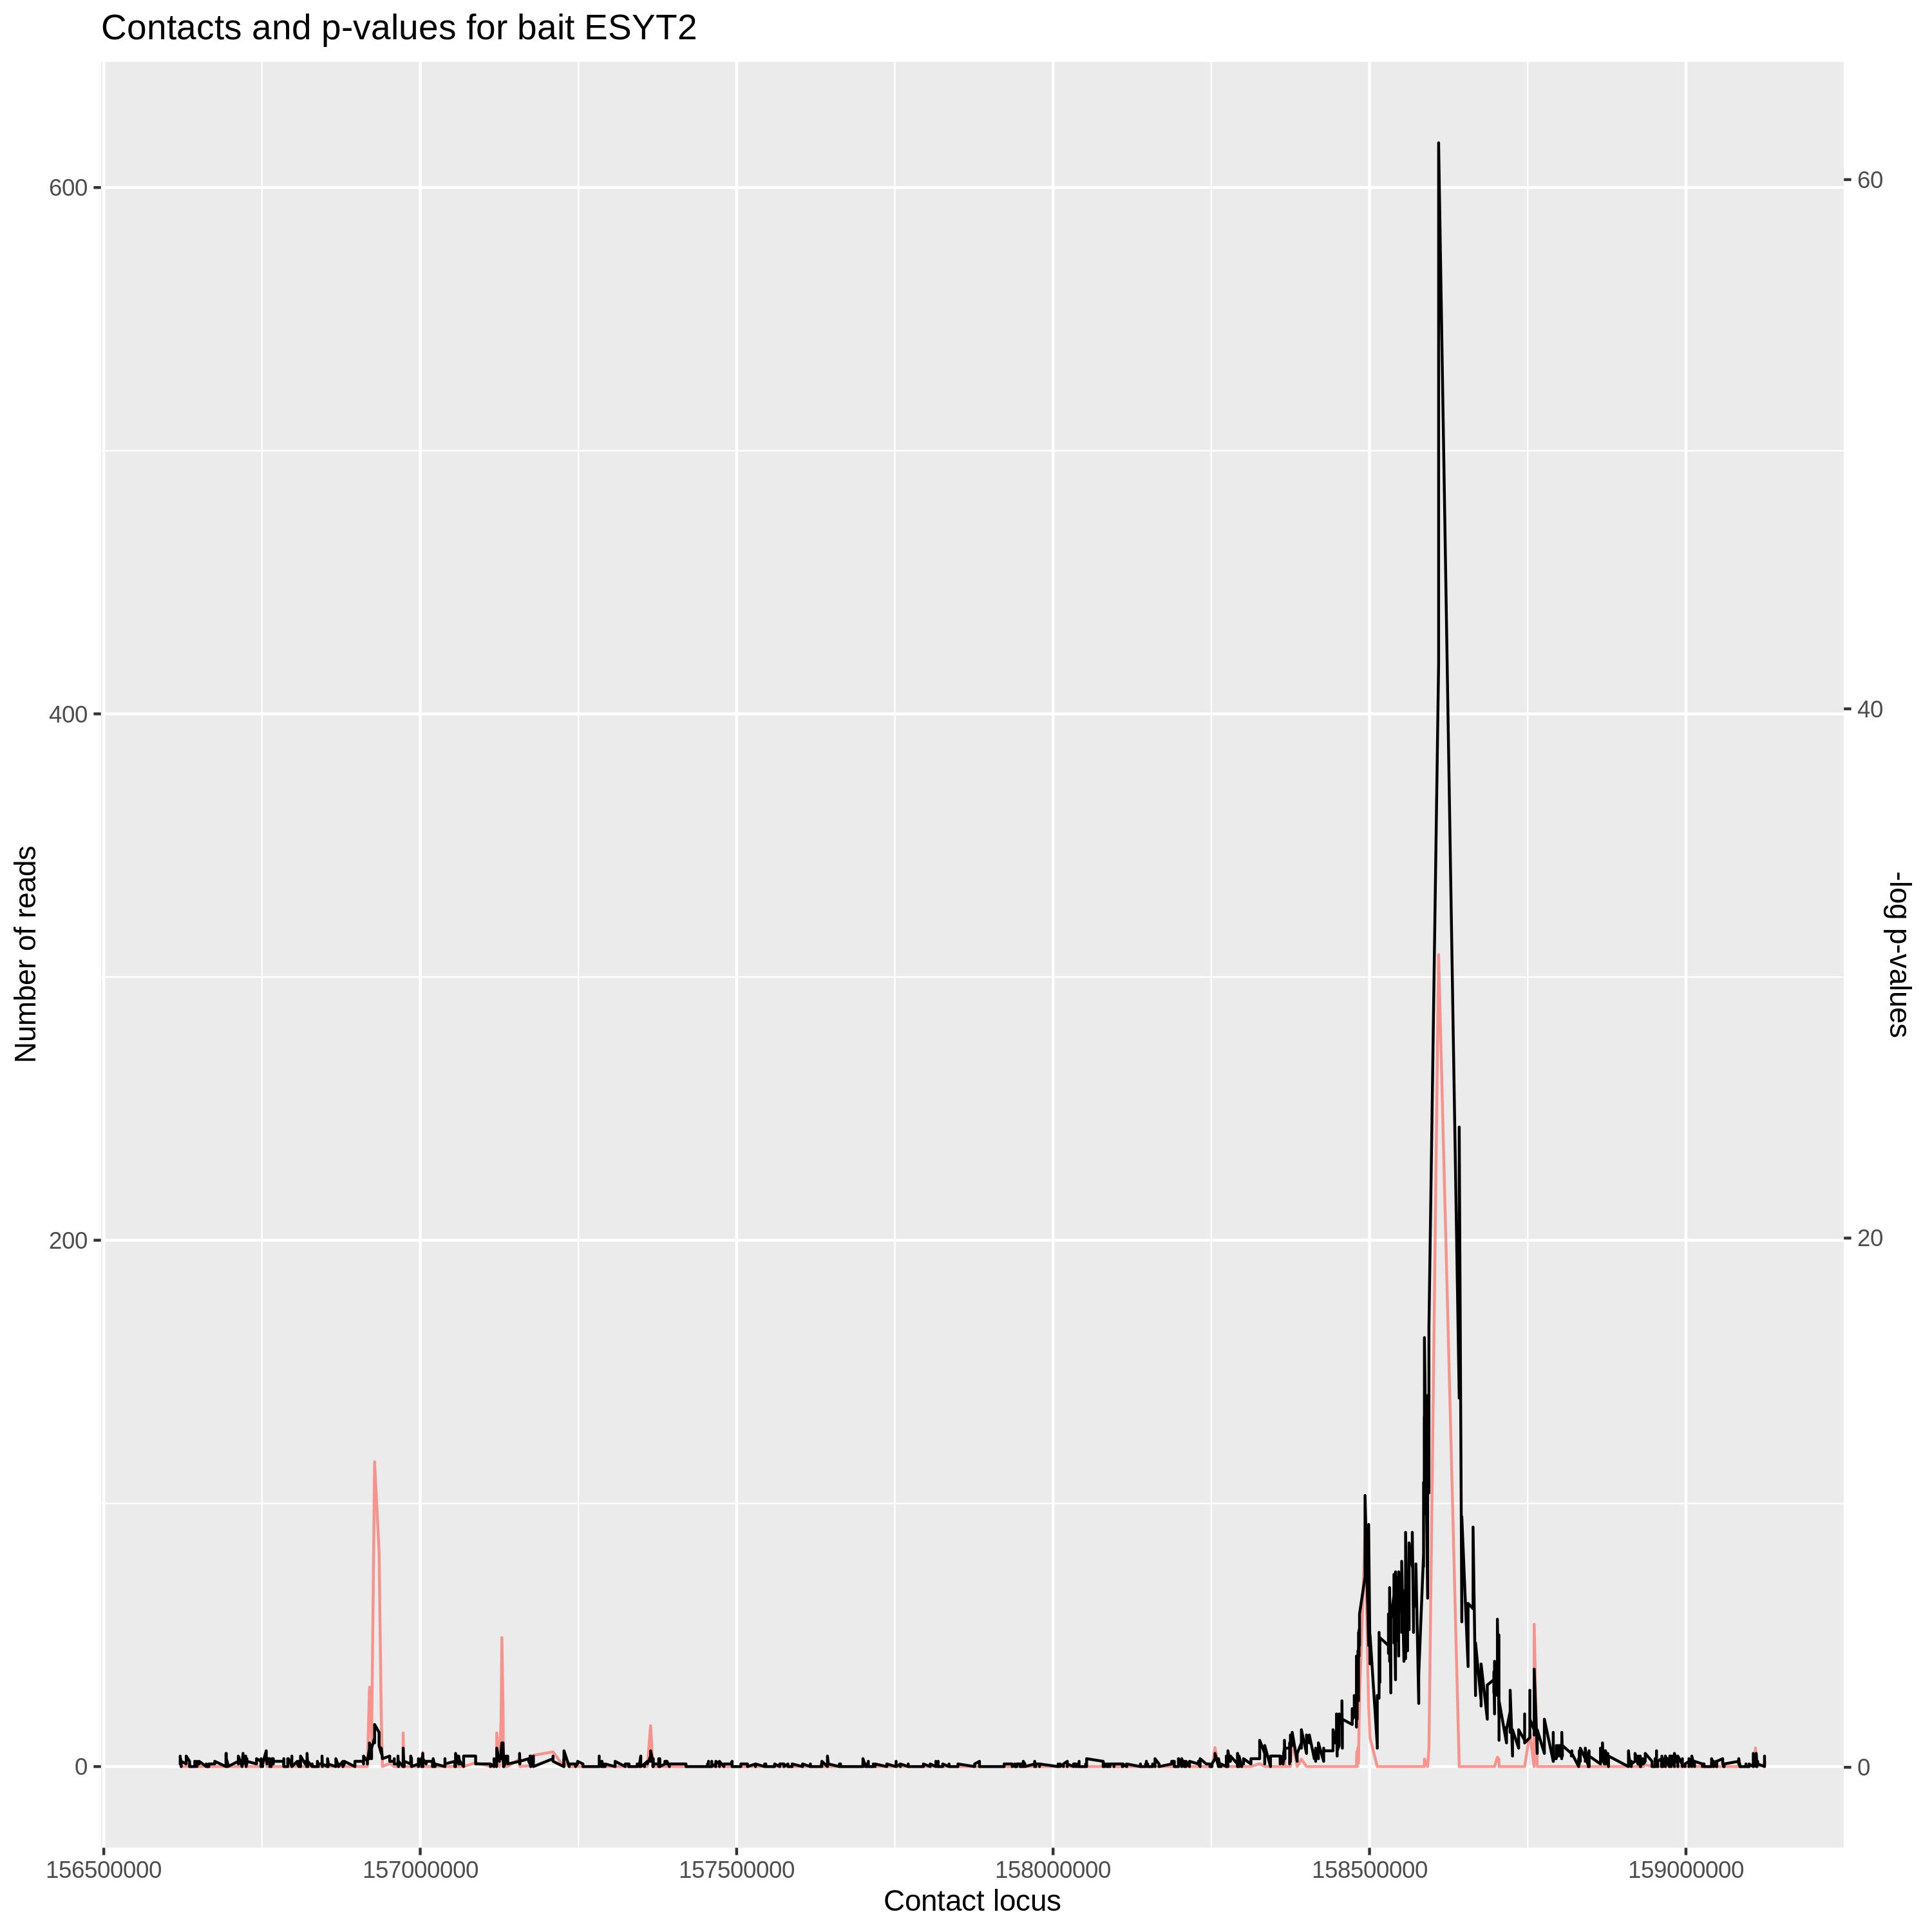 Contacts and p-values for bait ESYT2
600
400
200
0
60
40
20
0
Number of reads
-log p-values
156500000 157000000 157500000 158000000 158500000 159000000
Contact locus